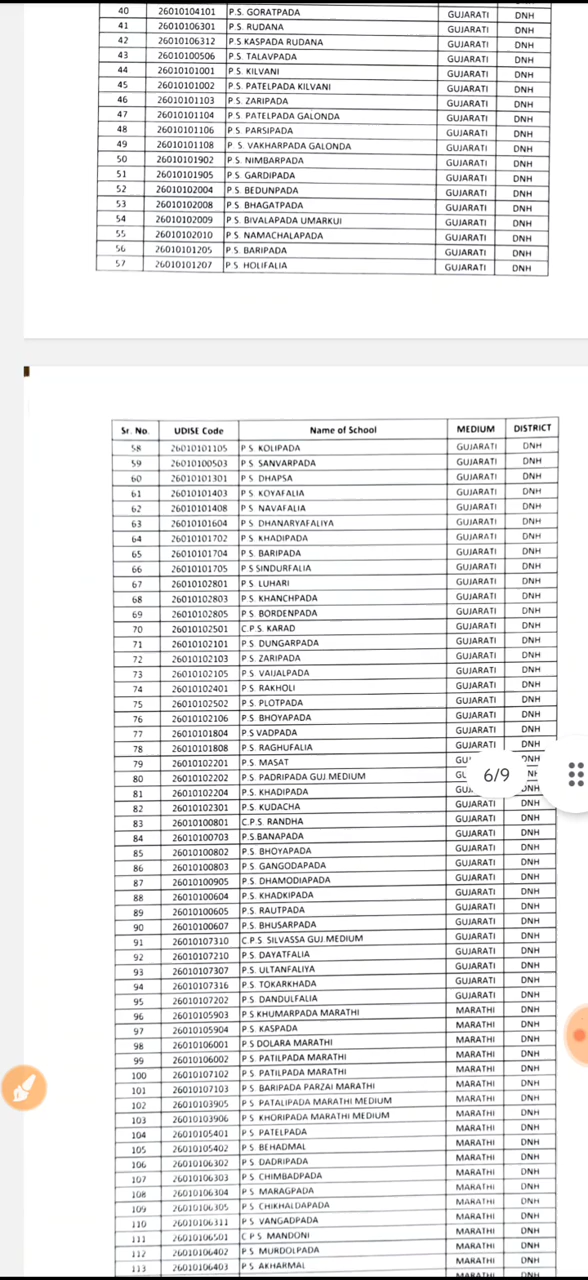 40 26010104101 P.S. GORATPADA GUJARATI DNH
41 26010106301 P.S RUDANA GUJARATI DNH
42 26010106312 P.S KASPADA RUDANA GUJARATI DNH
43 26010100506 P.S. TALAVPADA GUJARATI DNH
44 26010101001 P.S. KILVANI GUJARATI DNH
45 26010101002 P.S. PATELPADA KILVANI GUJARATI DNH
46 26010101103 P.S. ZARIPADA GUJARATI DNH
47 26010101104 P.S PATELPADA GALONDA GUJARATI DNH
48 26010101106 P.S. PARSIPADA GUJARATI DNH
49 26010101108 P S. VAKHARPADA GALONDA GUJARATI DNH
50 26010101902 P.S. NIMBARPADA GUJARATI DNH
51 26010101905 P.S. GARDIPADA GUJARATI DNH
52 26010102004 P.S. BEDUNPADA GUJARATI DNH
53 26010102008 P.S. BHAGATPADA GUJARATI DNH
54 26010102009 P.S. BIVALAPADA UMARKUI GUJARATI DNH
55 26010102010 P.S. NAMACHALAPADA GUJARATI DNH
56 26010101205 P.S BARIPADA GUJARATI DNH
57 26010101207 P.S HOLIFALIA GUJARATI DNH
Sr. No. UDISE Code Name of School MEDIUM DISTRICT
58 26010101105 P.S. KOLIPADA GUJARATI DNH
59 26010100503 P.S SANVARPADA GUJARATI DNH
60 26010101301 P.S DHAPSA GUJARATI DNH
61 26010101403 P.S KOYAFALIA GUJARATI DNH
62 26010101408 P.S NAVAFALIA GUJARATI DNH
63 26010101604 P.S DHANARYAFALIYA GUJARATI DNH
64 26010101702 P.S. KHADIPADA GUJARATI DNH
65 26010101704 P.S. BARIPADA GUJARATI DNH
66 26010101705 P.S SINDURFALIA GUJARATI DNH
67 26010102801 P.S. LUHARI GUJARATI DNH
68 26010102803 P.S. KHANCHPADA GUJARATI DNH
69 26010102805 P.S. BORDENPADA GUJARATI DNH
70 26010102501 C.P.S. KARAD GUJARATI DNH
71 26010102101 P.S. DUNGARPADA GUJARATI DNH
72 26010102103 P.S. ZARIPADA GUJARATI DNH
73 26010102105 P.S. VAIJALPADA GUJARATI DNH
74 26010102401 P.S. RAKHOLI GUJARATI DNH
75 26010102502 P.S. PLOTPADA GUJARATI DNH
76 26010102106 P.S. BHOYAPADA GUJARATI DNH
77 26010101804 P.S VADPADA GUJARATI DNH
78 26010101808 P.S. RAGHUFALIA GUJARATI DNH
79 26010102201 P.S. MASAT
80 26010102202 P.S. PADRIPADA GUJ.MEDIUM 6/9
81 26010102204 P.S. KHADIPADA
82 26010102301 P.S. KUDACHA GUJARATI DNH
83 26010100801 C.P.S. RANDHA GUJARATI DNH
84 26010100703 P.S.BANAPADA GUJARATI DNH
85 26010100802 P.S. BHOYAPADA GUJARATI DNH
86 26010100803 P.S. GANGODAPADA GUJARATI DNH
87 26010100905 P.S. DHAMODIAPADA GUJARATI DNH
88 26010100604 P.S. KHADKIPADA GUJARATI DNH
89 26010100605 P.S. RAUTPADA GUJARATI DNH
90 26010100607 P.S. BHUSARPADA GUJARATI DNH
91 26010107310 C.P.S SILVASSA GUJ.MEDIUM GUJARATI DNH
92 26010107210 P.S. DAYATFALIA GUJARATI DNH
93 26010107307 P.S. ULTANFALIYA GUJARATI DNH
94 26010107316 P.S. TOKARKHADA GUJARATI DNH
95 26010107202 P.S. DANDULFALIA GUJARATI DNH
96 26010105903 P.S KHUMARPADA MARATHI MARATHI DNH
97 26010105904 P.S. KASPADA MARATHI DNH
98 26010106001 P.S DOLARA MARATHI MARATHI DNH
99 26010106002 P.S. PATILPADA MARATHI MARATHI DNH
100 26010107102 P.S. PATILPADA MARATHI MARATHI DNH
101 26010107103 P.S. BARIPADA PARZAI MARATHI MARATHI DNH
102 26010103905 P.S PATALIPADA MARATHI MEDIUM MARATHI DNH
103 26010103906 P.S KHORIPADA MARATHI MEDIUM MARATHI DNH
104 26010105401 P.S PATELPADA MARATHI DNH
105 26010105402 P.S BEHADMAL MARATHI DNH
106 26010106302 P.S DADRIPADA MARATHI DNH
107 26010106303 P.S CHIMBADPADA MARATHI DNH
108 26010106304 P.S MARAGPADA MARATHI DNH
109 26010106305 P.S CHIKHALDAPADA MARATHI DNH
110 26010106311 P.S VANGADPADA MARATHI DNH
111 26010106501 C P S MANDONI MARATHI DNH
112 26010106402 P.S MURDOLPADA MARATHI DNH
113 26010106403 P.S AKHARMAL MARATHI DNH